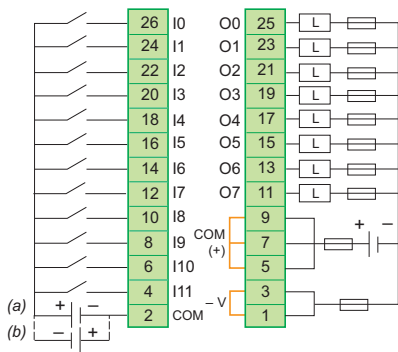 26 I0 O0 25 L
24 I1 O1 23 L
22 I2 O2 21 L
20 I3 O3 19 L
18 I4 O4 17 L
16 I5 O5 15 L
14 I6 O6 13 L
12 I7 O7 11 L
10 I8 9
8 I9 COM (+) 7 + –
6 I10 5
4 I11 3
(a) + – – V
2 COM 1
(b) – +